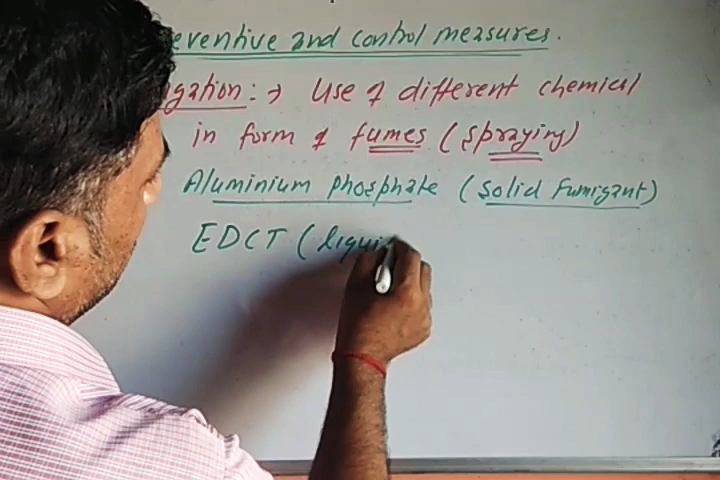 eventive and control measures.
igation :→ Use of different chemical
in form of fumes (spraying)
Aluminium Phosphate (Solid Fumigant)
EDCT (liqui